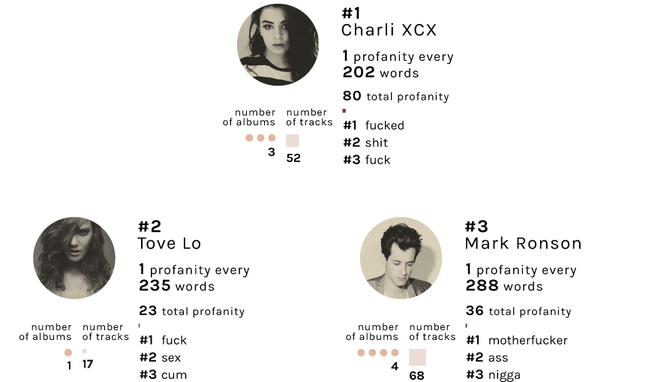 #1
Charli XCX
1 profanity every
202 words
80 total profanity
number of albums
3
number of tracks
52
#1 fucked
#2 shit
#3 fuck
#2
Tove Lo
1 profanity every
235 words
23 total profanity
number of albums
1
number of tracks
17
#1 fuck
#2 sex
#3 cum
#3
Mark Ronson
1 profanity every
288 words
36 total profanity
number of albums
4
number of tracks
68
#1 motherfucker
#2 ass
#3 nigga